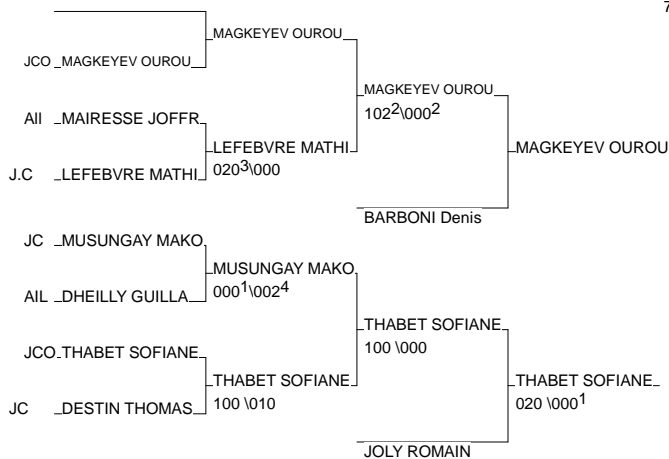 7
MAGKEYEV OUROU
JCO MAGKEYEV OUROU
MAGKEYEV OUROU
102²\000²
All MAIRESSE JOFFR
LEFEBVRE MATHI
020³\000
MAGKEYEV OUROU
J.C LEFEBVRE MATHI
BARBONI Denis
JC MUSUNGAY MAKO
MUSUNGAY MAKO
000¹\002⁴
AIL DHEILLY GUILLA
THABET SOFIANE
100 \000
JCO THABET SOFIANE
THABET SOFIANE
100 \010
THABET SOFIANE
020 \000¹
JC DESTIN THOMAS
JOLY ROMAIN